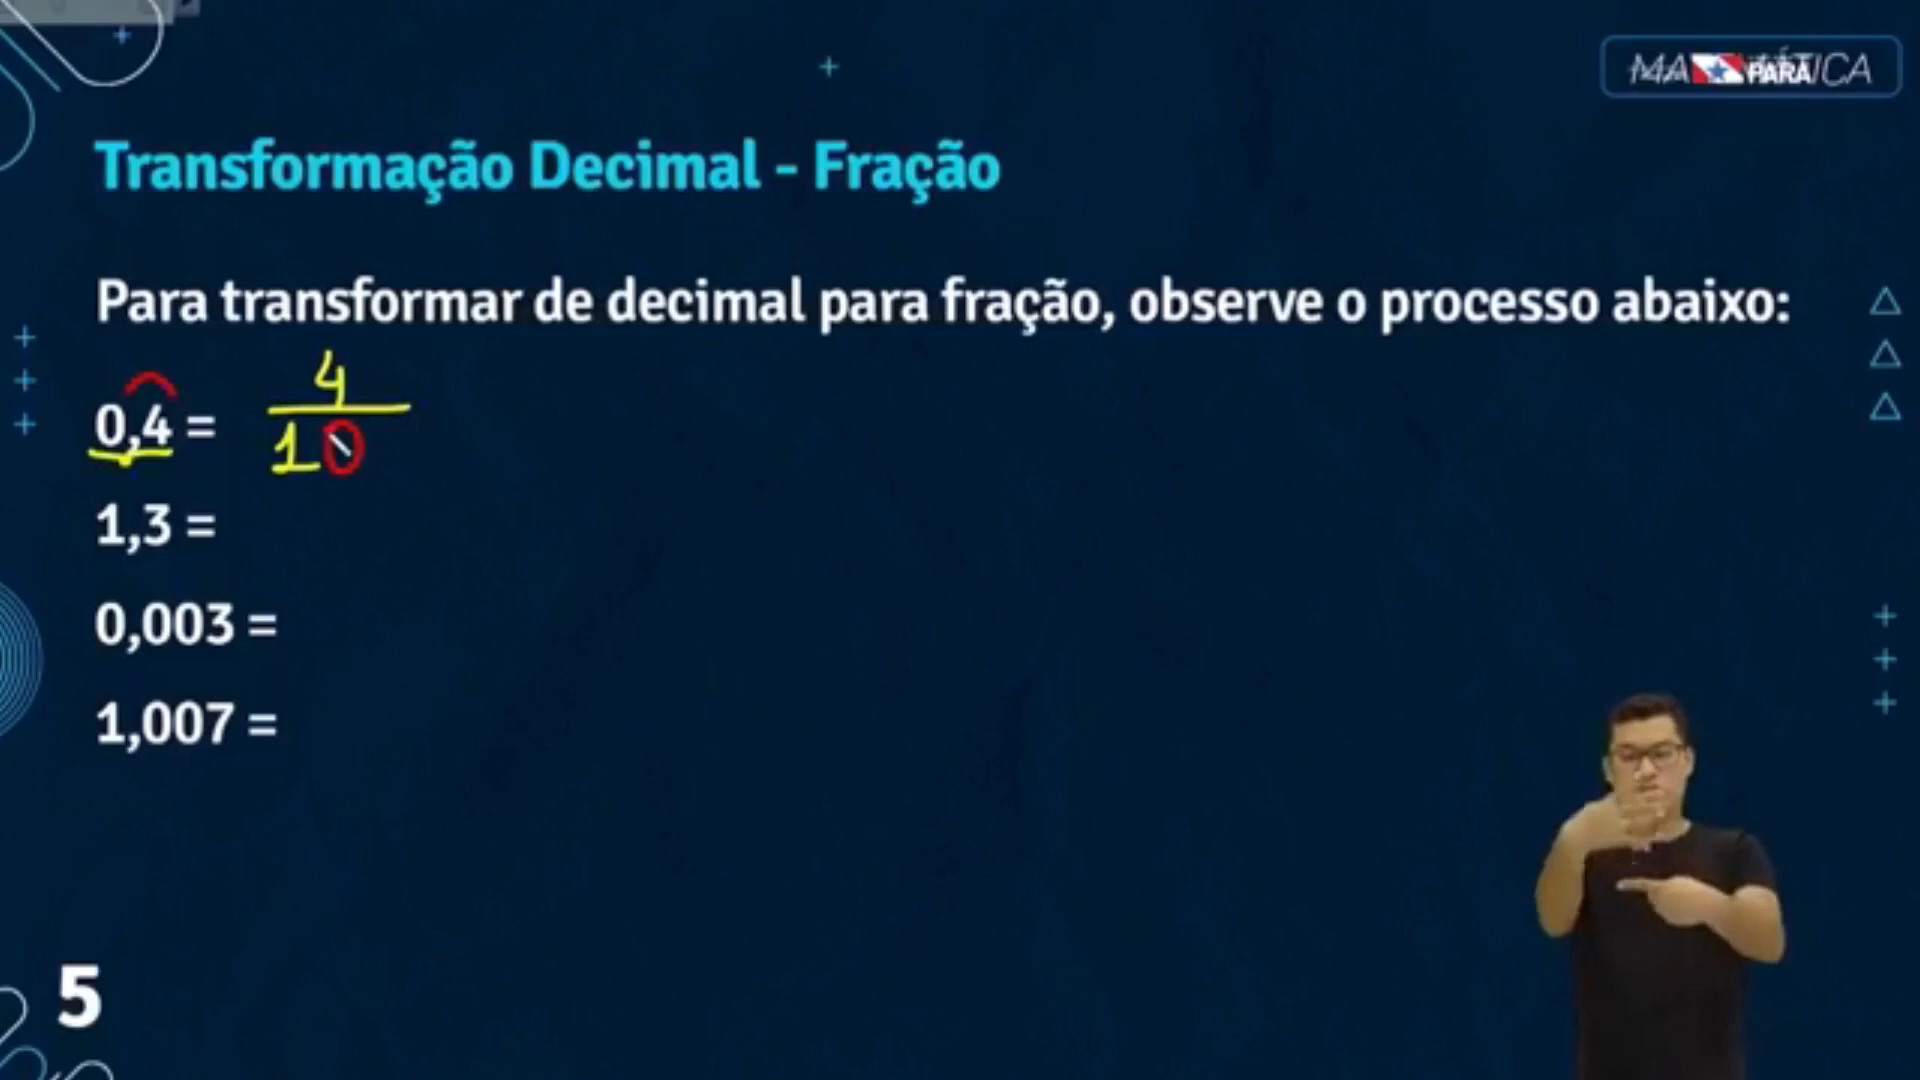 PARÁ
Transformação Decimal - Fração
Para transformar de decimal para fração, observe o processo abaixo:
0,4 = 4/10
1,3 =
0,003 =
1,007 =
5